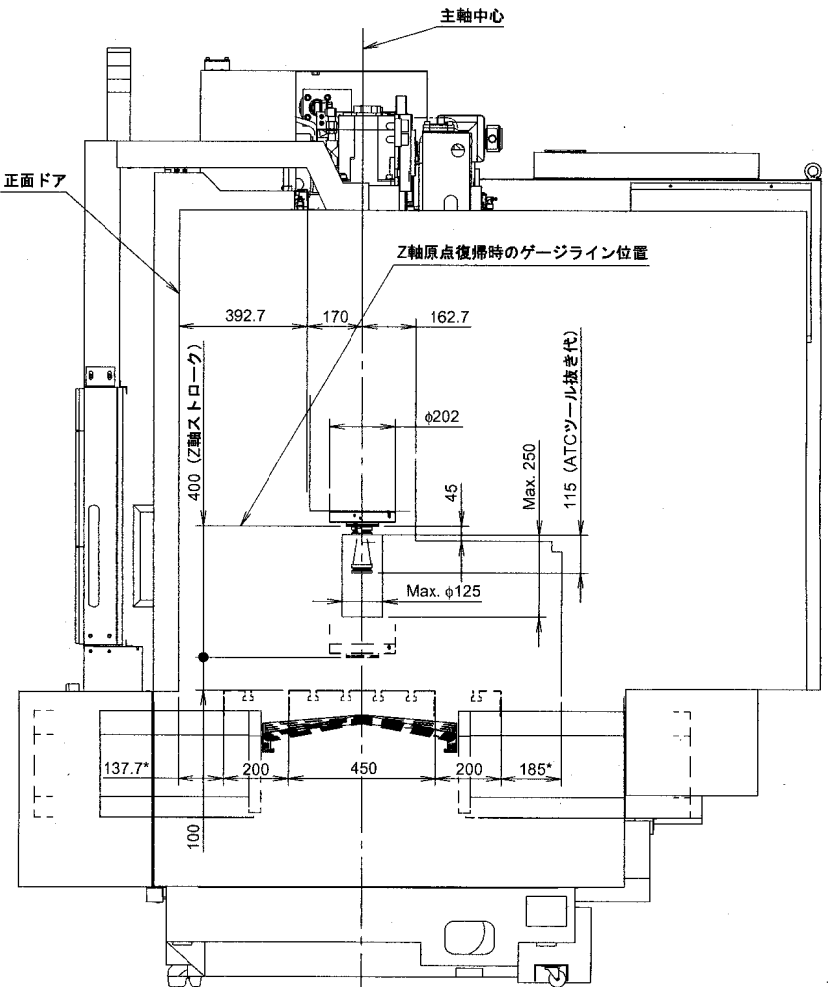 主軸中心
正面ドア
Z軸原点復帰時のゲージライン位置
392.7
170
162.7
400 (Z軸ストローク)
φ202
45
Max. 250
115 (ATCツール抜き代)
Max. φ125
137.7*
200
450
200
185*
100